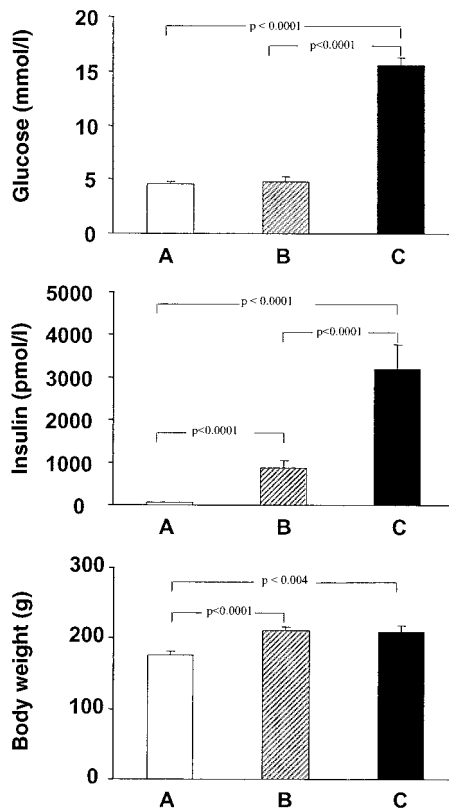 Glucose (mmol/l)
20
15
10
5
0
p < 0.0001
p<0.0001
A B C
Insulin (pmol/l)
5000
4000
3000
2000
1000
0
p < 0.0001
p<0.0001
p<0.0001
A B C
Body weight (g)
300
200
100
0
p < 0.004
p<0.0001
A B C